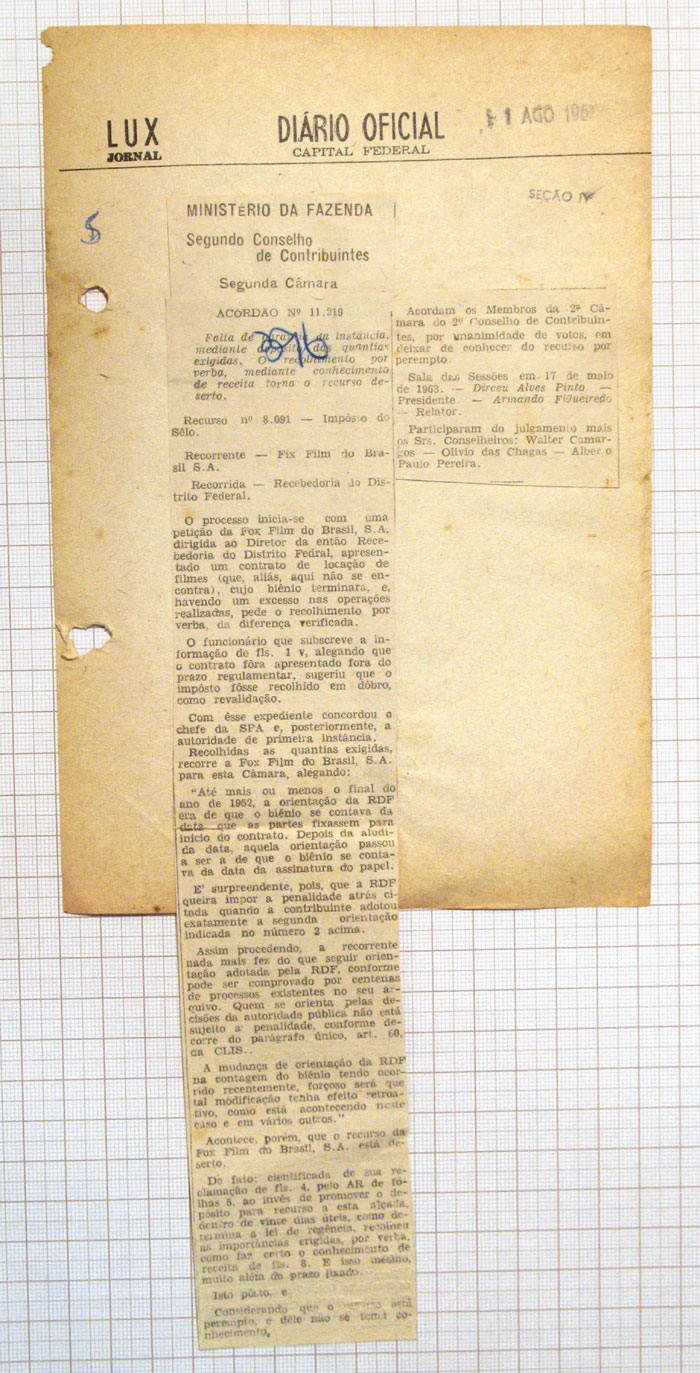 LUX
JORNAL
DIÁRIO OFICIAL
CAPITAL FEDERAL
1 AGO 196
SEÇÃO IV
MINISTÉRIO DA FAZENDA
Segundo Conselho
de Contribuintes
Segunda Câmara
ACÓRDÃO Nº 11.219
Falta de garantia da instância,
mediante depósito das quantias
exigidas. O recolhimento por
verba, mediante conhecimento
de receita torna o recurso de-
serto.
Recurso nº 8.091 — Impôsto do
Sêlo.
Recorrente — Fix Film do Bra-
sil S.A.
Recorrida — Recebedoria do Dis-
trito Federal.
O processo inicia-se com uma
petição da Fox Film do Brasil, S.A.
dirigida ao Diretor da então Rece-
bedoria do Distrito Fedral, apresen-
tado um contrato de locação de
filmes (que, aliás, aqui não se en-
contra), cujo biênio terminara, e,
havendo um excesso nas operações
realizadas, pede o recolhimento por
verba, da diferença verificada.
O funcionário que subscreve a in-
formação de fls. 1 v, alegando que
o contrato fôra apresentado fora do
prazo regulamentar, sugeriu que o
impôsto fôsse recolhido em dôbro,
como revalidação.
Com êsse expediente concordou o
chefe da SPA e, posteriormente, a
autoridade de primeira instância.
Recolhidas as quantias exigidas,
recorre a Fox Film do Brasil, S.A.
para esta Câmara, alegando:
"Até mais ou menos o final do
ano de 1952, a orientação da RDF
era de que o biênio se contava da
data que as partes fixassem para
início do contrato. Depois da aludi-
da data, aquela orientação passou
a ser a de que o biênio se conta-
va da data da assinatura do papel.
E' surpreendente, pois, que a RDF
queira impor a penalidade atrás ci-
tada quando a contribuinte adotou
exatamente a segunda orientação
indicada no número 2 acima.
Assim procedendo, a recorrente
nada mais fez do que seguir orien-
tação adotada pela RDF, conforme
pode ser comprovado por centenas
de processos existentes no seu ar-
quivo. Quem se orienta pelas de-
cisões da autoridade pública não está
sujeito a penalidade, conforme de-
corre do parágrafo único, art. 60,
da CLIS..
A mudança de orientação da RDF
na contagem do biênio tendo ocor-
rido recentemente, forçoso será que
tal modificação tenha efeito retroa-
tivo, como está acontecendo neste
caso e em vários outros."
Acontece, porém, que o recurso da
Fox Film do Brasil, S.A. está de-
serto.
De fato: cientificada de sua re-
clamação de fls. 4, pelo AR de fo-
lhas 5, ao invés de promover o de-
pósito para recurso a esta alçada,
dentro de vinte dias úteis, como de-
termina a lei de regência, recolheu
as importâncias exigidas, por verba,
como faz certo o conhecimento de
receita de fls. 8. E isso mesmo,
muito além do prazo fixado.
Isto pôsto, e
Considerando que o recurso está
perempto, e dêle não se toma co-
nhecimento,
Acordam os Membros da 2ª Câ-
mara do 2º Conselho de Contribuin-
tes, por unanimidade de votos, em
deixar de conhecer do recurso por
perempto
Sala das Sessões em 17 de maio
de 1963. — Dirceu Alves Pinto —
Presidente — Armando Figueiredo
— Relator.
Participaram do julgamento mais
os Srs. Conselheiros: Walter Camar-
gos — Olivio das Chagas — Alber o
Paulo Pereira.